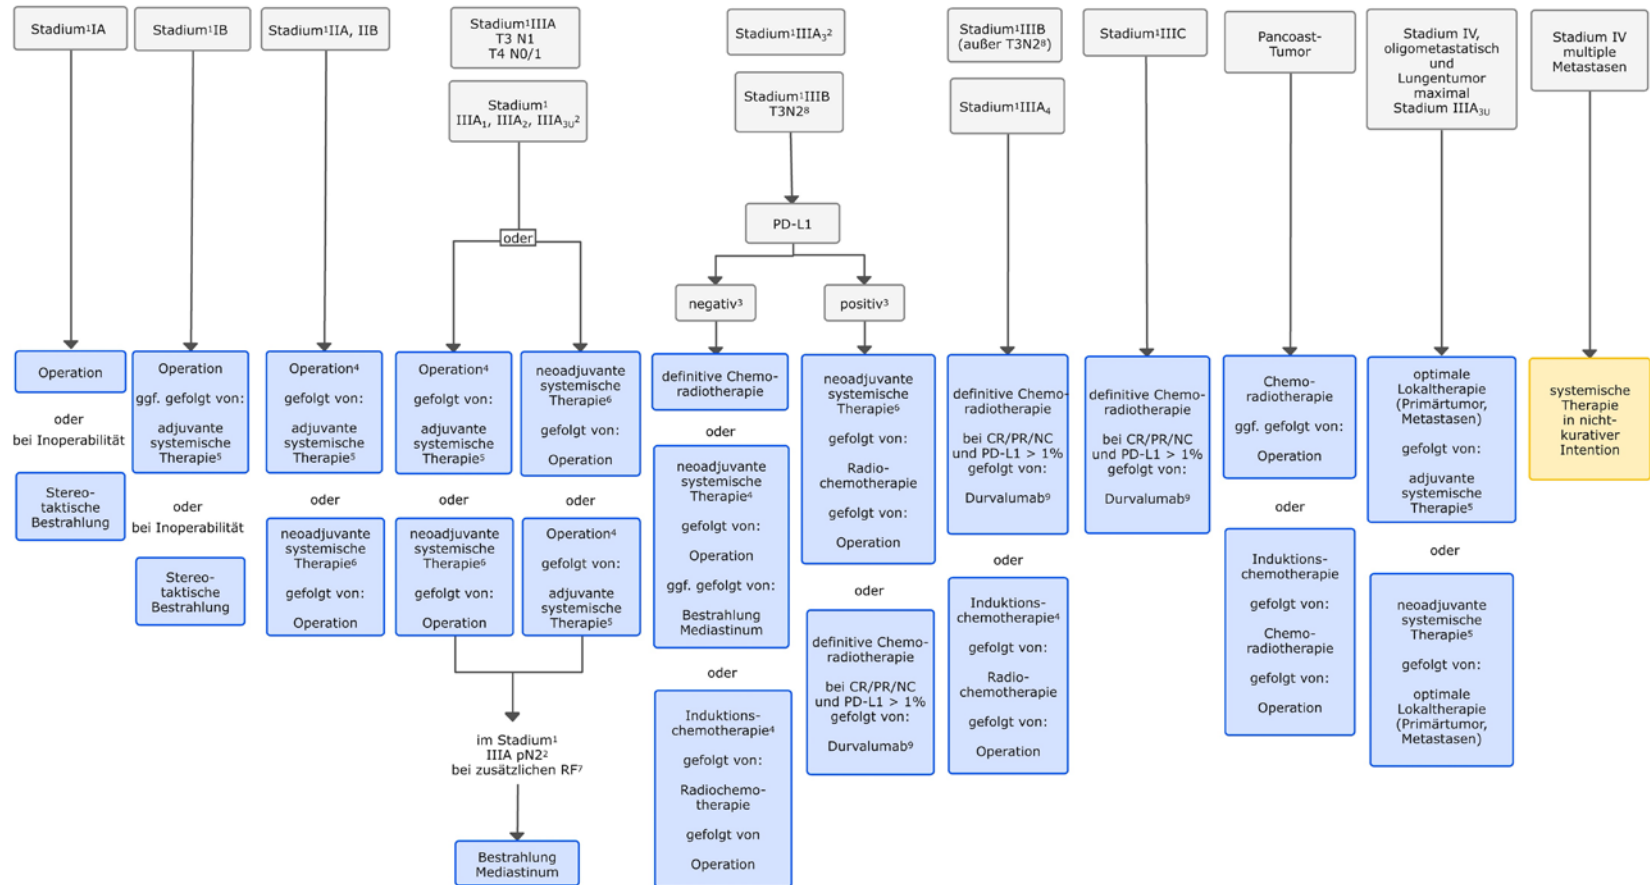 Stadium¹IA
Stadium¹IB
Stadium¹IIA, IIB
Stadium¹IIIA
T3 N1
T4 N0/1
Stadium¹
IIIA₁, IIIA₂, IIIA₃ᵤ²
Stadium¹IIIA₃²
Stadium¹IIIB
T3N2⁸
Stadium¹IIIB
(außer T3N2⁸)
Stadium¹IIIA₄
Stadium¹IIIC
Pancoast-
Tumor
Stadium IV,
oligometastatisch
und
Lungentumor
maximal
Stadium IIIA₃ᵤ
Stadium IV
multiple
Metastasen
oder
PD-L1
negativ³
positiv³
Operation
oder
bei Inoperabilität
Stereo-
taktische
Bestrahlung
Operation
ggf. gefolgt von:
adjuvante
systemische
Therapie⁵
oder
bei Inoperabilität
Stereo-
taktische
Bestrahlung
Operation⁴
gefolgt von:
adjuvante
systemische
Therapie⁵
oder
neoadjuvante
systemische
Therapie⁶
gefolgt von:
Operation
Operation⁴
gefolgt von:
adjuvante
systemische
Therapie⁵
oder
neoadjuvante
systemische
Therapie⁶
gefolgt von:
Operation
neoadjuvante
systemische
Therapie⁶
gefolgt von:
Operation
oder
Operation⁴
gefolgt von:
adjuvante
systemische
Therapie⁵
im Stadium¹
IIIA pN2²
bei zusätzlichen RF⁷
Bestrahlung
Mediastinum
definitive Chemo-
radiotherapie
oder
neoadjuvante
systemische
Therapie⁴
gefolgt von:
Operation
ggf. gefolgt von:
Bestrahlung
Mediastinum
oder
Induktions-
chemotherapie⁴
gefolgt von:
Radiochemo-
therapie
gefolgt von
Operation
neoadjuvante
systemische
Therapie⁶
gefolgt von:
Radio-
chemotherapie
gefolgt von:
Operation
oder
definitive Chemo-
radiotherapie
bei CR/PR/NC
und PD-L1 > 1%
gefolgt von:
Durvalumab⁹
definitive Chemo-
radiotherapie
bei CR/PR/NC
und PD-L1 > 1%
gefolgt von:
Durvalumab⁹
oder
Induktions-
chemotherapie⁴
gefolgt von:
Radio-
chemotherapie
gefolgt von:
Operation
definitive Chemo-
radiotherapie
bei CR/PR/NC
und PD-L1 > 1%
gefolgt von:
Durvalumab⁹
Chemo-
radiotherapie
ggf. gefolgt von:
Operation
oder
Induktions-
chemotherapie
gefolgt von:
Chemo-
radiotherapie
gefolgt von:
Operation
optimale
Lokaltherapie
(Primärtumor,
Metastasen)
gefolgt von:
adjuvante
systemische
Therapie⁵
oder
neoadjuvante
systemische
Therapie⁵
gefolgt von:
optimale
Lokaltherapie
(Primärtumor,
Metastasen)
systemische
Therapie
in nicht-
kurativer
Intention